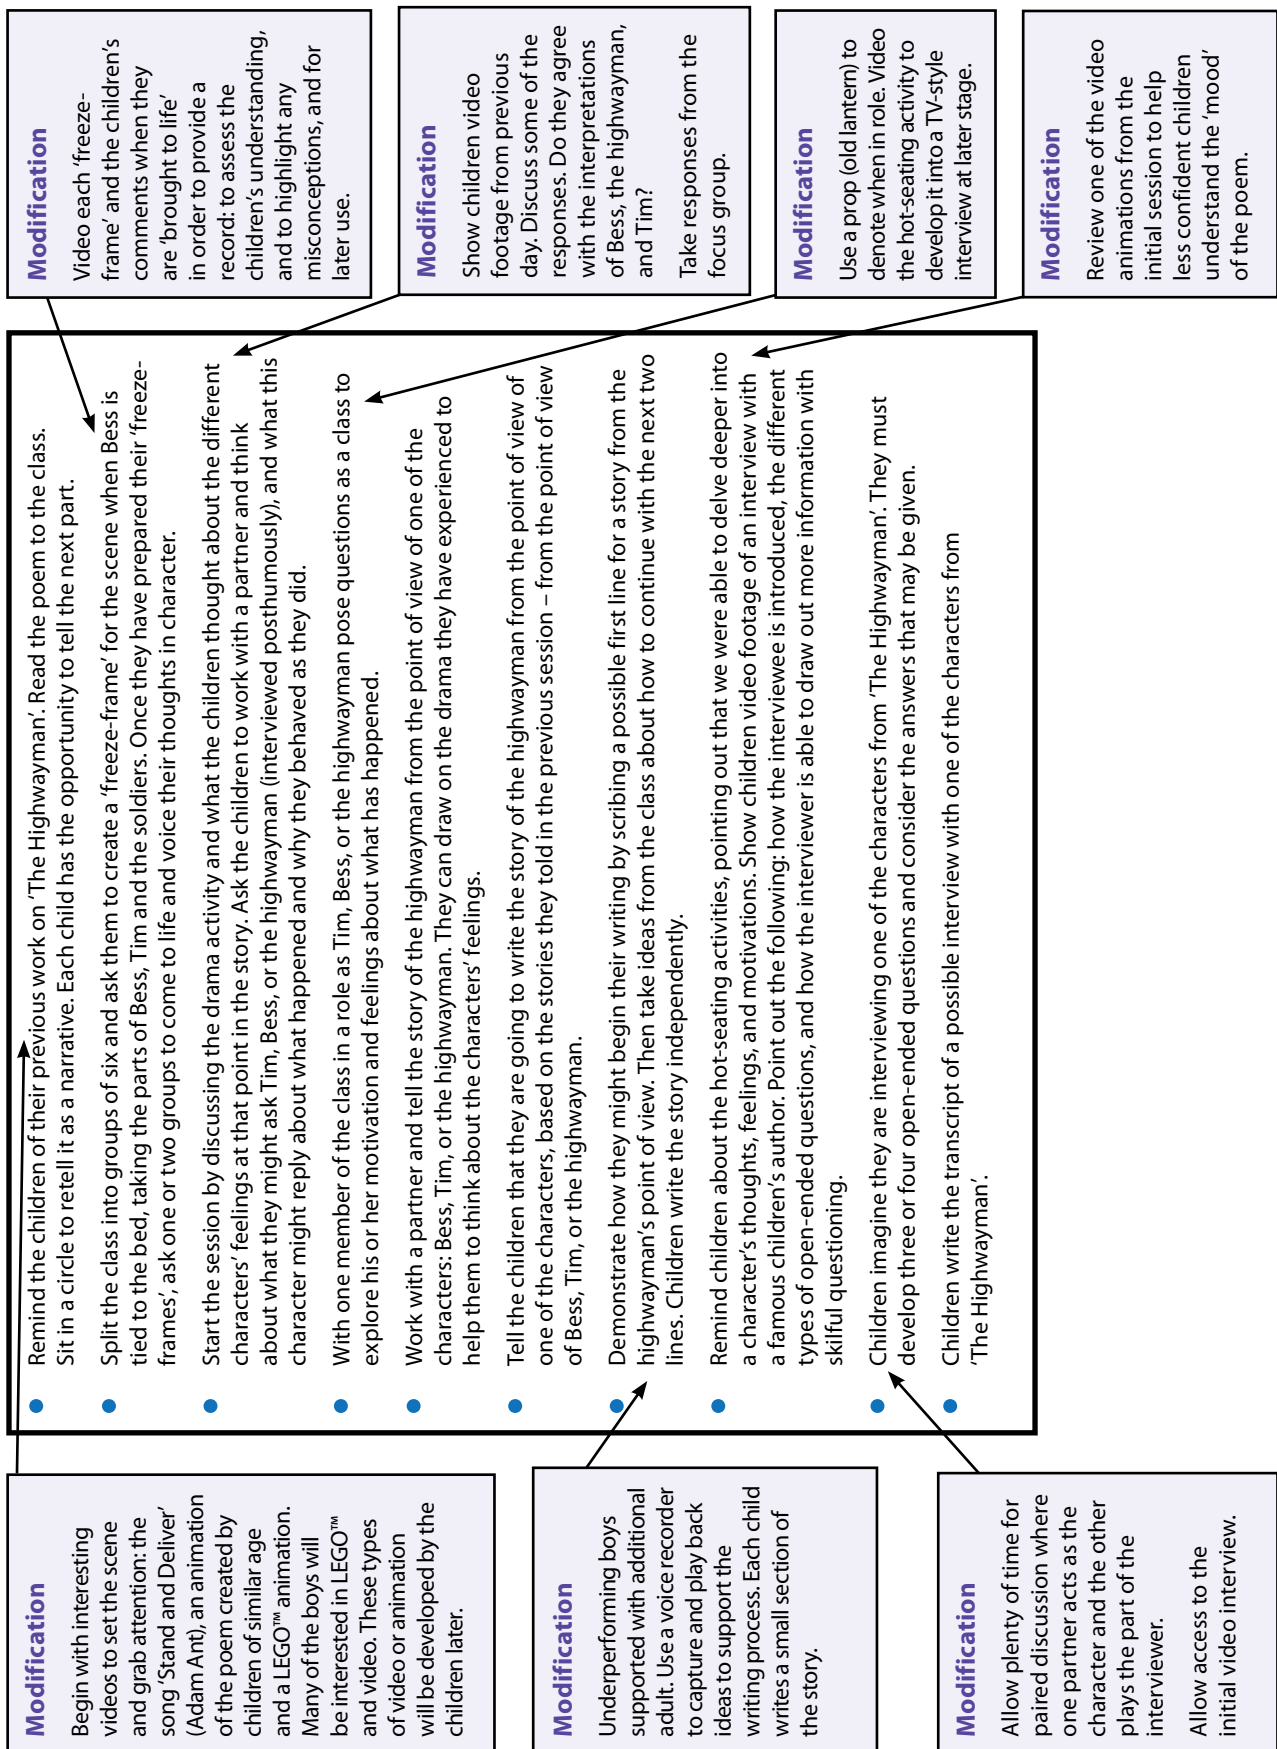 Modification
Begin with interesting
videos to set the scene
and grab attention: the
song ‘Stand and Deliver’
(Adam Ant), an animation
of the poem created by
children of similar age
and a LEGO™ animation.
Many of the boys will
be interested in LEGO™
and video. These types
of video or animation
will be developed by the
children later.
Modification
Underperforming boys
supported with additional
adult. Use a voice recorder
to capture and play back
ideas to support the
writing process. Each child
writes a small section of
the story.
Modification
Allow plenty of time for
paired discussion where
one partner acts as the
character and the other
plays the part of the
interviewer.
Allow access to the
initial video interview.
• Remind the children of their previous work on ‘The Highwayman’. Read the poem to the class.
Sit in a circle to retell it as a narrative. Each child has the opportunity to tell the next part.
• Split the class into groups of six and ask them to create a ‘freeze-frame’ for the scene when Bess is
tied to the bed, taking the parts of Bess, Tim and the soldiers. Once they have prepared their ‘freeze-
frames’, ask one or two groups to come to life and voice their thoughts in character.
• Start the session by discussing the drama activity and what the children thought about the different
characters’ feelings at that point in the story. Ask the children to work with a partner and think
about what they might ask Tim, Bess, or the highwayman (interviewed posthumously), and what this
character might reply about what happened and why they behaved as they did.
• With one member of the class in a role as Tim, Bess, or the highwayman pose questions as a class to
explore his or her motivation and feelings about what has happened.
• Work with a partner and tell the story of the highwayman from the point of view of one of the
characters: Bess, Tim, or the highwayman. They can draw on the drama they have experienced to
help them to think about the characters’ feelings.
• Tell the children that they are going to write the story of the highwayman from the point of view of
one of the characters, based on the stories they told in the previous session – from the point of view
of Bess, Tim, or the highwayman.
• Demonstrate how they might begin their writing by scribing a possible first line for a story from the
highwayman’s point of view. Then take ideas from the class about how to continue with the next two
lines. Children write the story independently.
• Remind children about the hot-seating activities, pointing out that we were able to delve deeper into
a character’s thoughts, feelings, and motivations. Show children video footage of an interview with
a famous children’s author. Point out the following: how the interviewee is introduced, the different
types of open-ended questions, and how the interviewer is able to draw out more information with
skilful questioning.
• Children imagine they are interviewing one of the characters from ‘The Highwayman’. They must
develop three or four open-ended questions and consider the answers that may be given.
• Children write the transcript of a possible interview with one of the characters from
‘The Highwayman’.
Modification
Video each ‘freeze-
frame’ and the children’s
comments when they
are ‘brought to life’
in order to provide a
record: to assess the
children’s understanding,
and to highlight any
misconceptions, and for
later use.
Modification
Show children video
footage from previous
day. Discuss some of the
responses. Do they agree
with the interpretations
of Bess, the highwayman,
and Tim?
Take responses from the
focus group.
Modification
Use a prop (old lantern) to
denote when in role. Video
the hot-seating activity to
develop it into a TV-style
interview at later stage.
Modification
Review one of the video
animations from the
initial session to help
less confident children
understand the ‘mood’
of the poem.